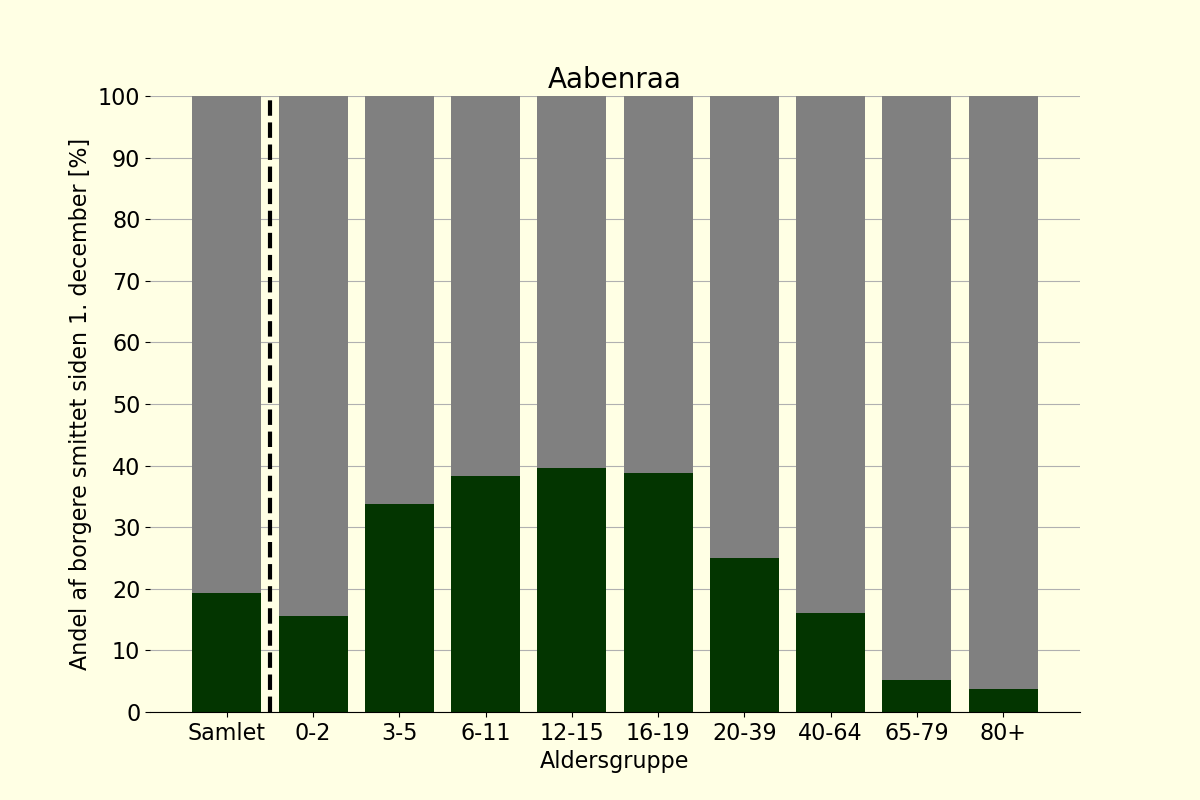 Aabenraa
Andel af borgere smittet siden 1. december [%]
100
90
80
70
60
50
40
30
20
10
0
Samlet 0-2 3-5 6-11 12-15 16-19 20-39 40-64 65-79 80+
Aldersgruppe